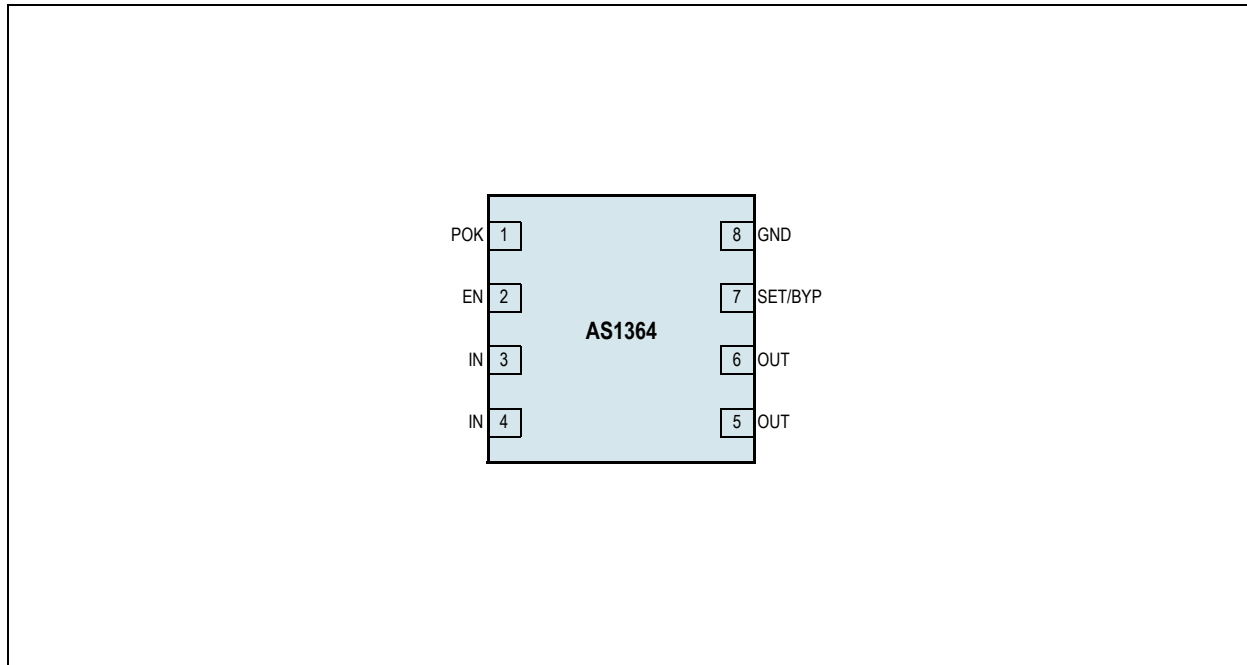 POK 1 8 GND
EN 2 7 SET/BYP
AS1364
IN 3 6 OUT
IN 4 5 OUT